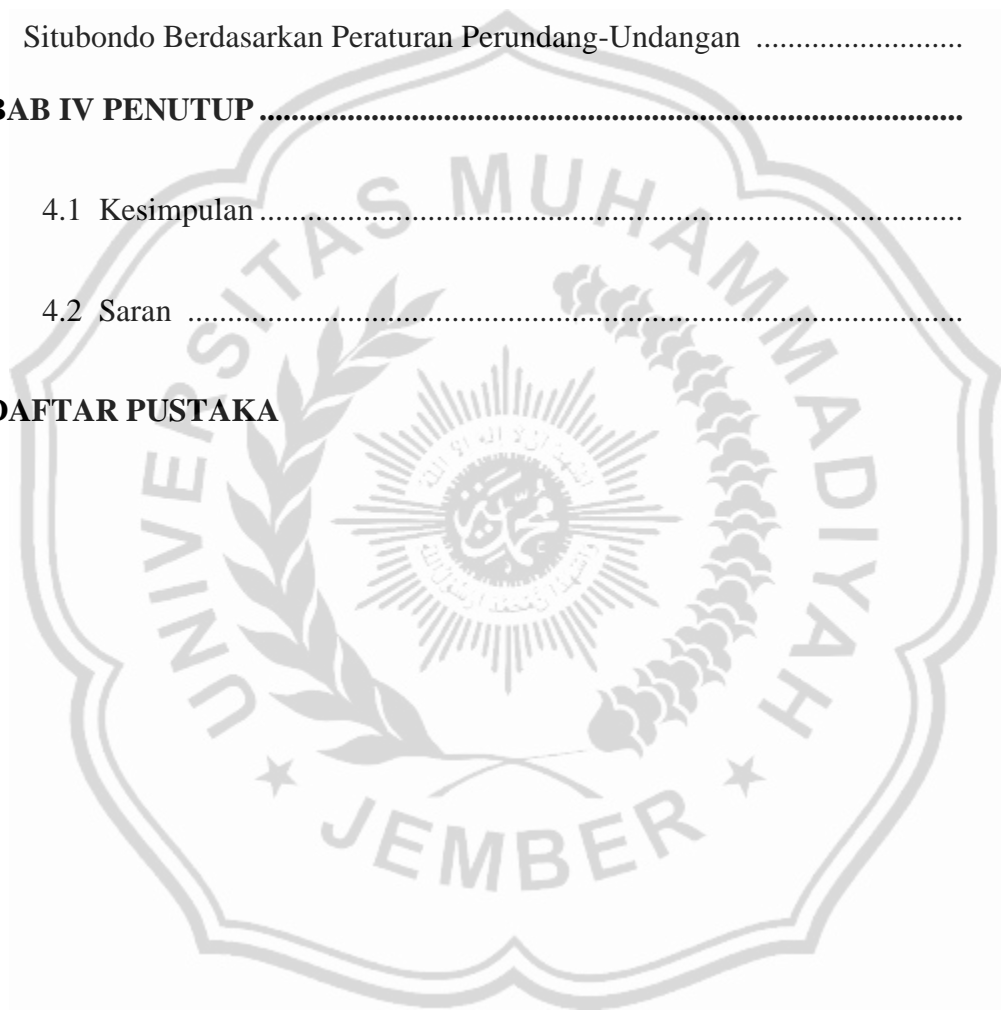 Situbondo Berdasarkan Peraturan Perundang-Undangan ..........................
BAB IV PENUTUP ..........................................................................................
4.1 Kesimpulan ........................................................................................
4.2 Saran .................................................................................................
DAFTAR PUSTAKA
UNIVERSITAS MUHAMMADIYAH
JEMBER